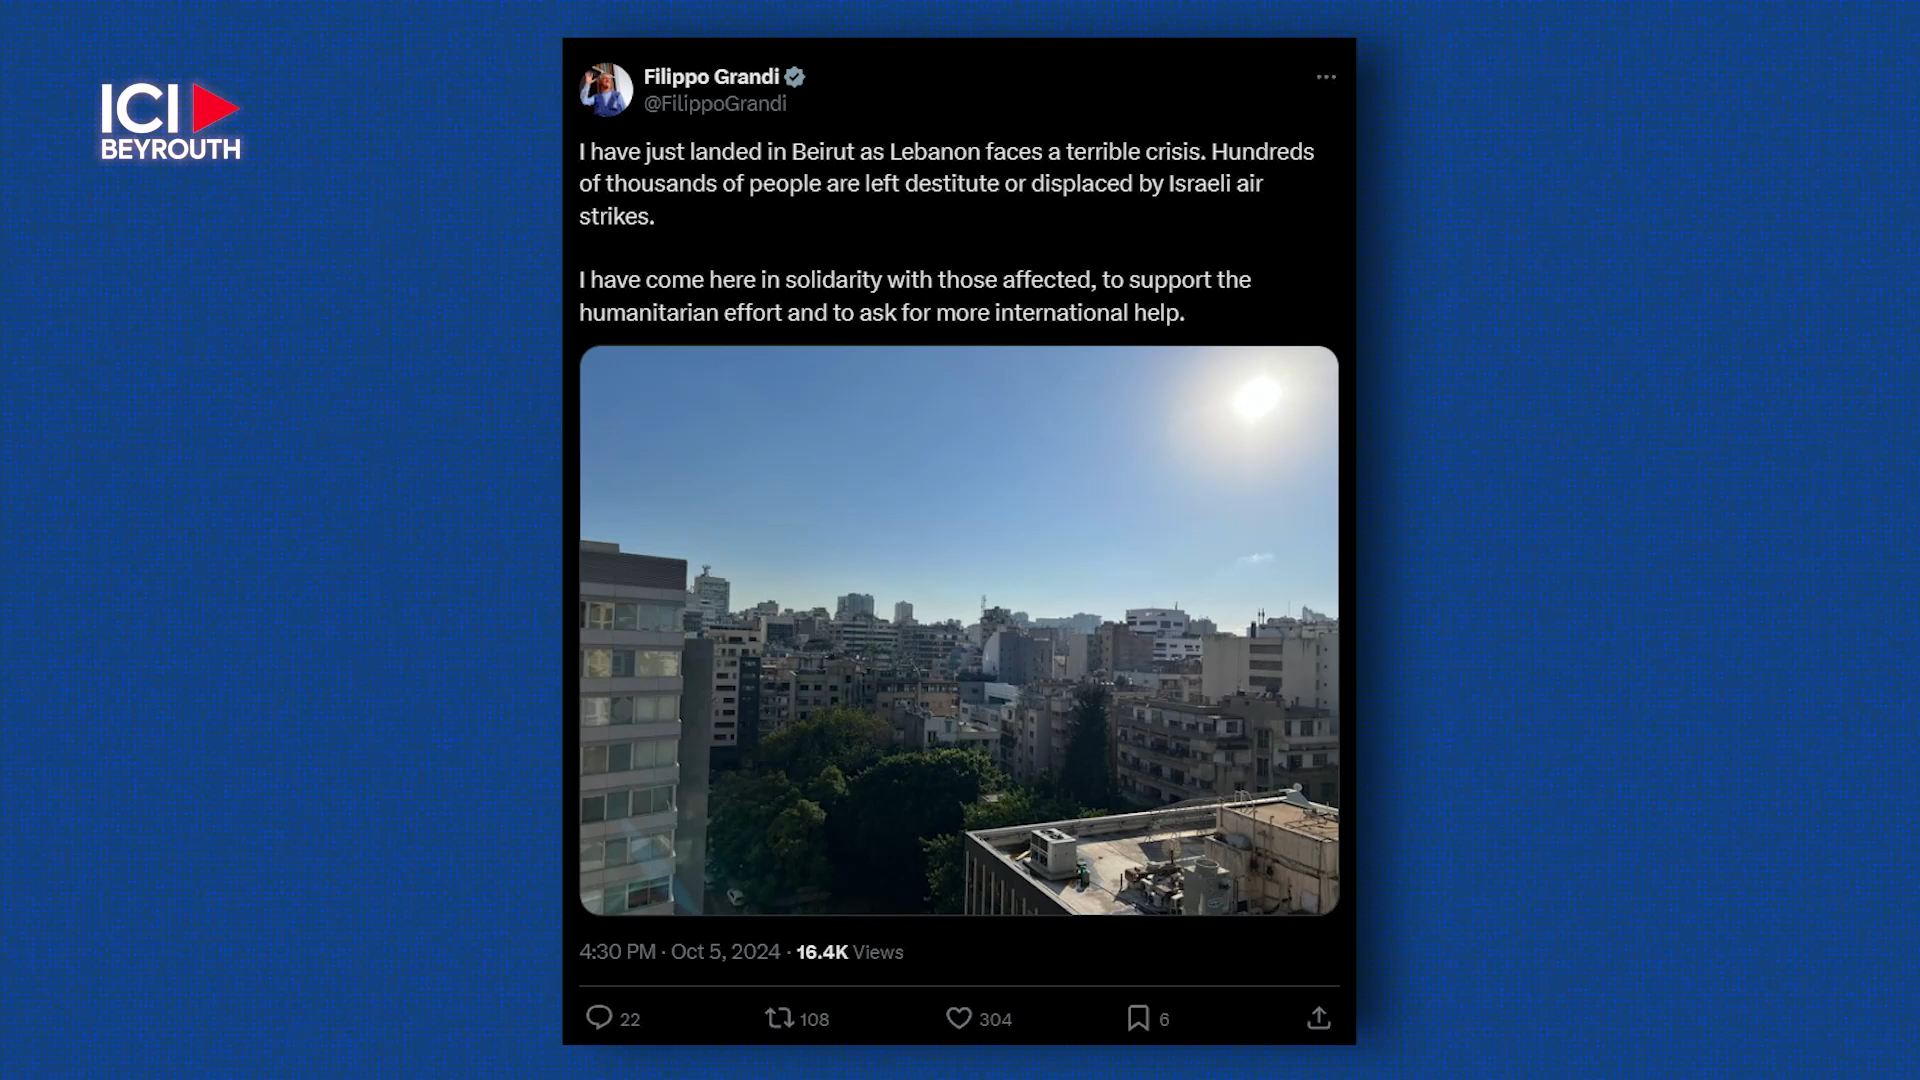 ICI
BEYROUTH
Filippo Grandi
@FilippoGrandi
I have just landed in Beirut as Lebanon faces a terrible crisis. Hundreds
of thousands of people are left destitute or displaced by Israeli air
strikes.
I have come here in solidarity with those affected, to support the
humanitarian effort and to ask for more international help.
4:30 PM · Oct 5, 2024 · 16.4K Views
22 108 304 6